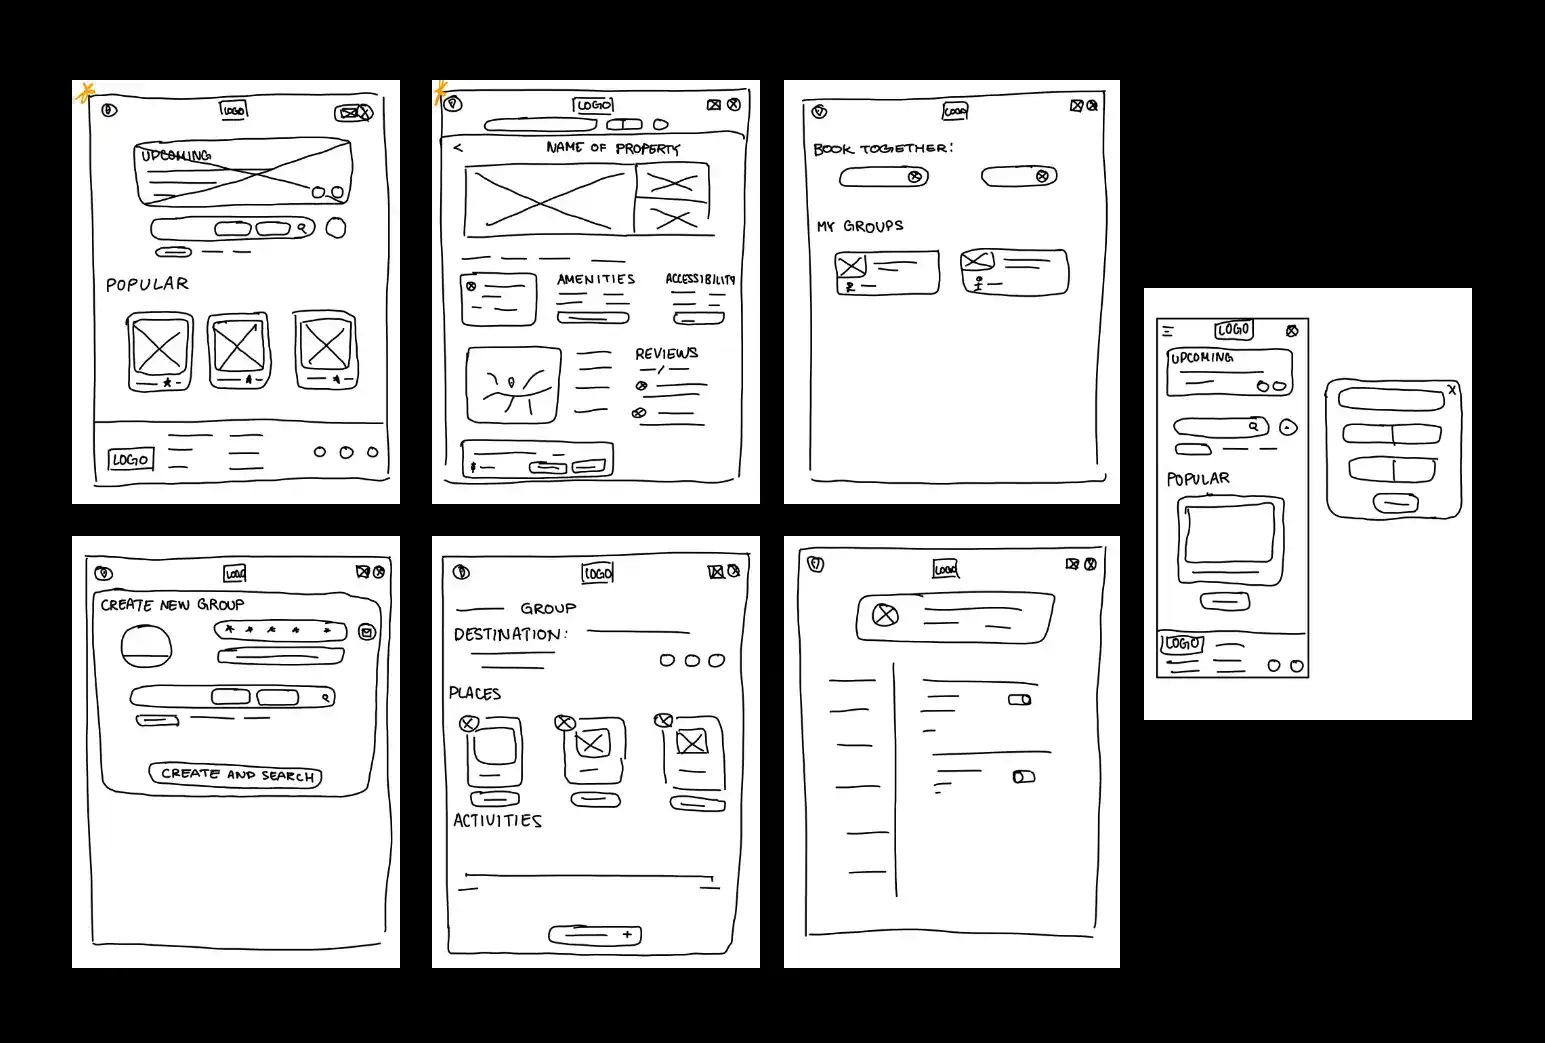 LOGO
UPCOMING
POPULAR
LOGO
LOGO
NAME OF PROPERTY
AMENITIES
ACCESSIBILITY
REVIEWS
$
LOGO
BOOK TOGETHER:
MY GROUPS
LOGO
CREATE NEW GROUP
CREATE AND SEARCH
LOGO
GROUP
DESTINATION:
PLACES
ACTIVITIES
+
LOGO
LOGO
UPCOMING
X
POPULAR
LOGO